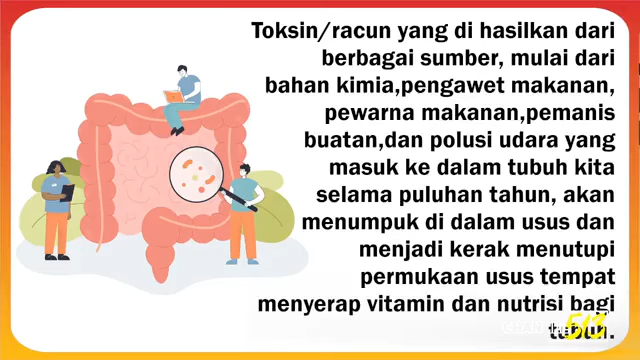 Toksin/racun yang di hasilkan dari
berbagai sumber, mulai dari
bahan kimia,pengawet makanan,
pewarna makanan,pemanis
buatan,dan polusi udara yang
masuk ke dalam tubuh kita
selama puluhan tahun, akan
menumpuk di dalam usus dan
menjadi kerak menutupi
permukaan usus tempat
menyerap vitamin dan nutrisi bagi
tubuh.